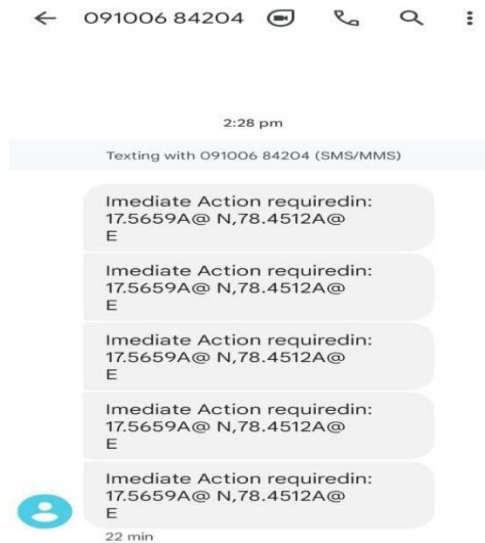 091006 84204
2:28 pm
Texting with 091006 84204 (SMS/MMS)
Imediate Action requiredin:
17.5659A@ N,78.4512A@
E
Imediate Action requiredin:
17.5659A@ N,78.4512A@
E
Imediate Action requiredin:
17.5659A@ N,78.4512A@
E
Imediate Action requiredin:
17.5659A@ N,78.4512A@
E
Imediate Action requiredin:
17.5659A@ N,78.4512A@
E
22 min